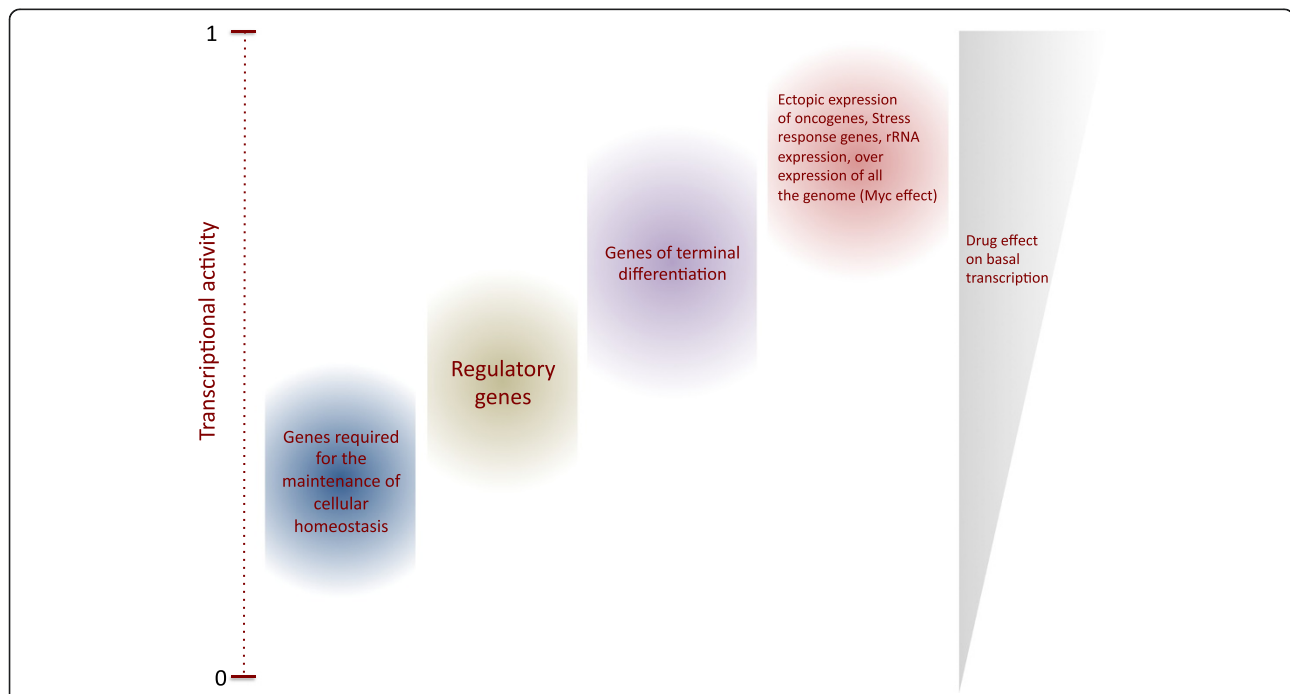 1
Transcriptional activity
0
Genes required
for the
maintenance of
cellular
homeostasis
Regulatory
genes
Genes of terminal
differentiation
Ectopic expression
of oncogenes, Stress
response genes, rRNA
expression, over
expression of all
the genome (Myc effect)
Drug effect
on basal
transcription